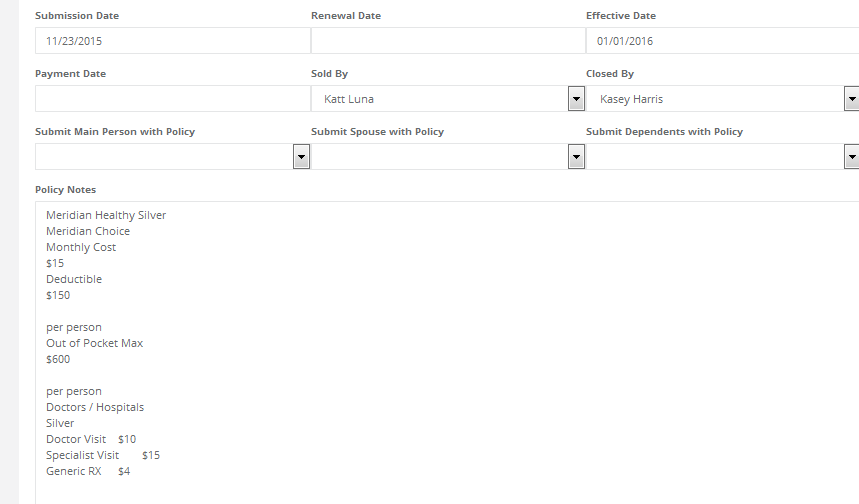 Submission Date Renewal Date Effective Date
11/23/2015 01/01/2016
Payment Date Sold By Closed By
Katt Luna Kasey Harris
Submit Main Person with Policy Submit Spouse with Policy Submit Dependents with Policy
Policy Notes
Meridian Healthy Silver
Meridian Choice
Monthly Cost
$15
Deductible
$150
per person
Out of Pocket Max
$600
per person
Doctors / Hospitals
Silver
Doctor Visit $10
Specialist Visit $15
Generic RX $4